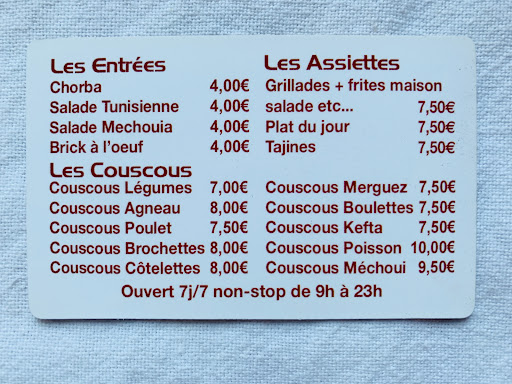 Les Entrées
Chorba 4,00€
Salade Tunisienne 4,00€
Salade Mechouia 4,00€
Brick à l'oeuf 4,00€
Les Assiettes
Grillades + frites maison
salade etc... 7,50€
Plat du jour 7,50€
Tajines 7,50€
Les Couscous
Couscous Légumes 7,00€
Couscous Agneau 8,00€
Couscous Poulet 7,50€
Couscous Brochettes 8,00€
Couscous Côtelettes 8,00€
Couscous Merguez 7,50€
Couscous Boulettes 7,50€
Couscous Kefta 7,50€
Couscous Poisson 10,00€
Couscous Méchoui 9,50€
Ouvert 7j/7 non-stop de 9h à 23h